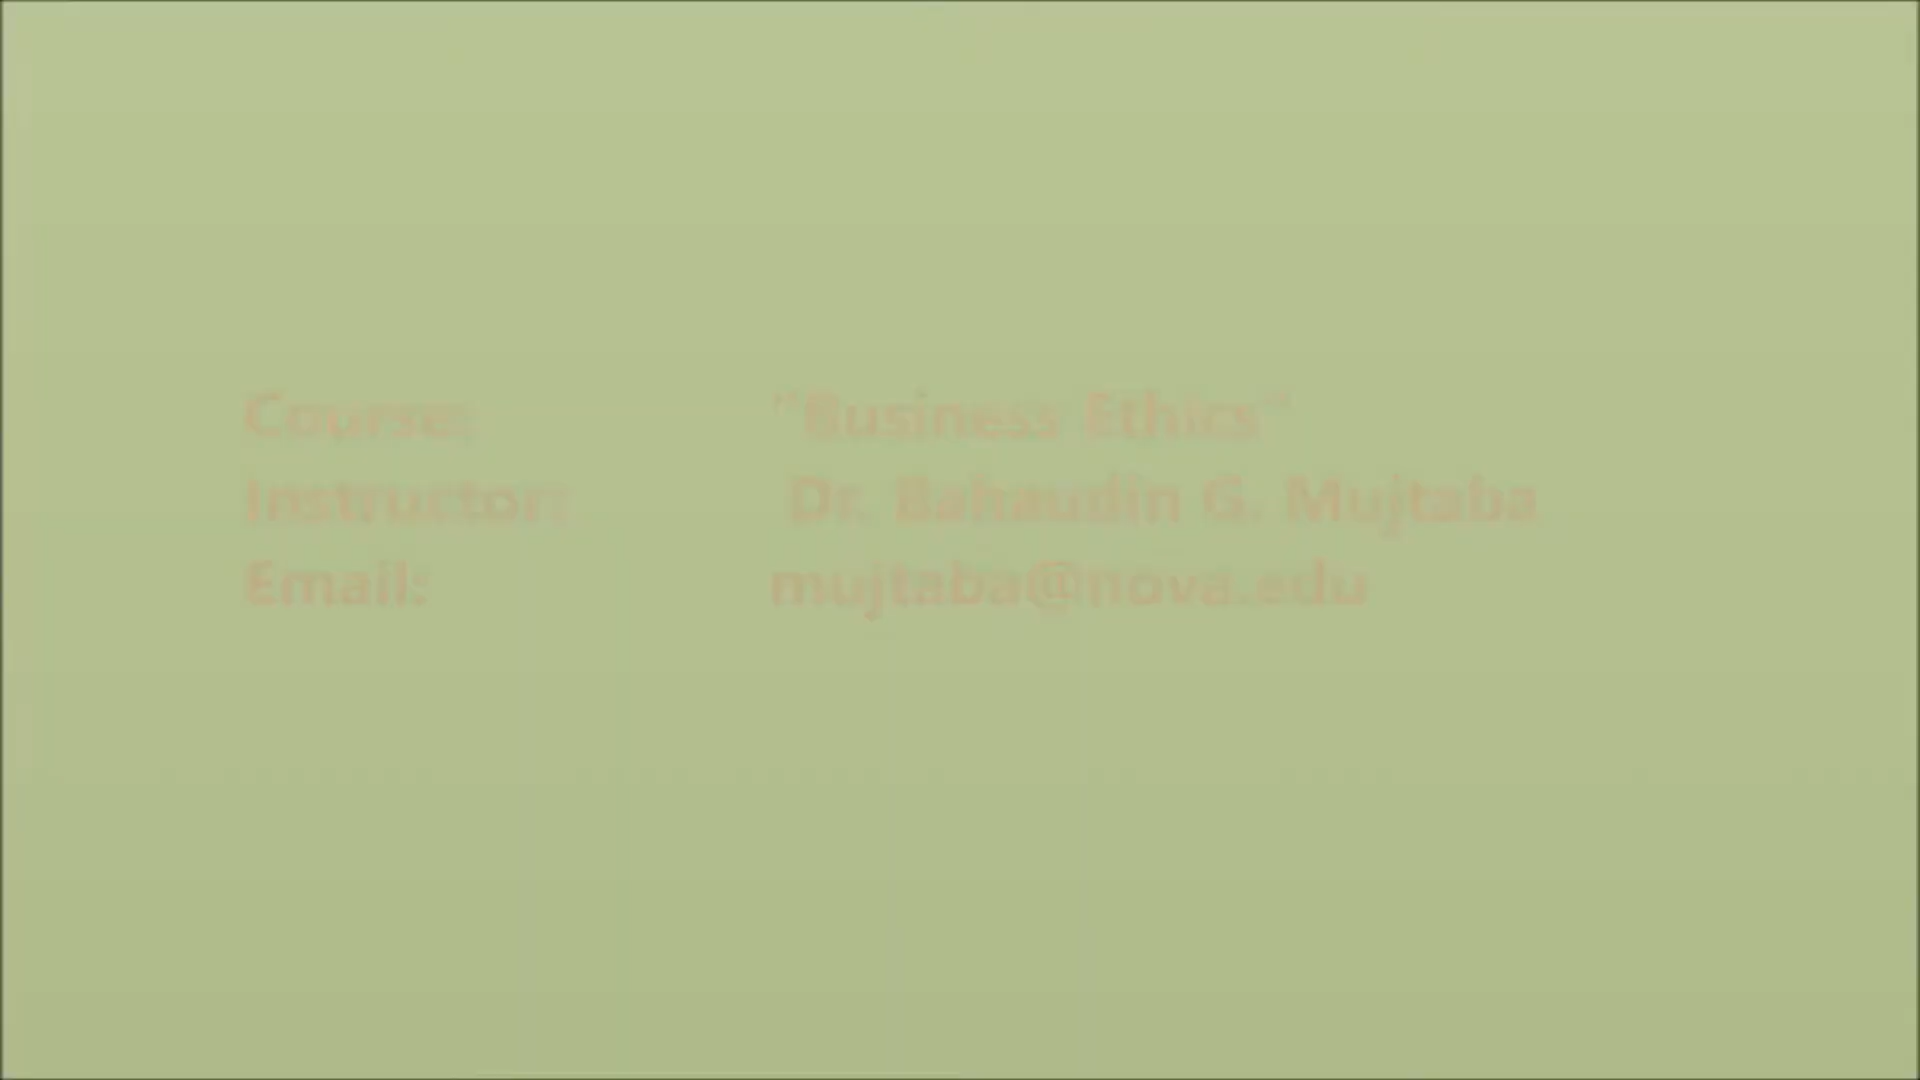 Course: "Business Ethics"
Instructor: Dr. Bahaudin G. Mujtaba
Email: mujtaba@nova.edu